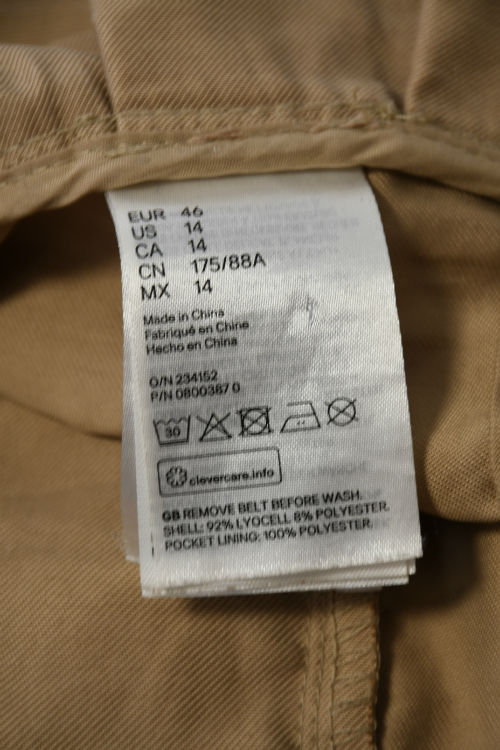 EUR 46
US 14
CA 14
CN 175/88A
MX 14
Made in China
Fabriqué en Chine
Hecho en China
O/N 234152
P/N 0800387 0
30
clevercare.info
GB REMOVE BELT BEFORE WASH.
SHELL: 92% LYOCELL 8% POLYESTER.
POCKET LINING: 100% POLYESTER.